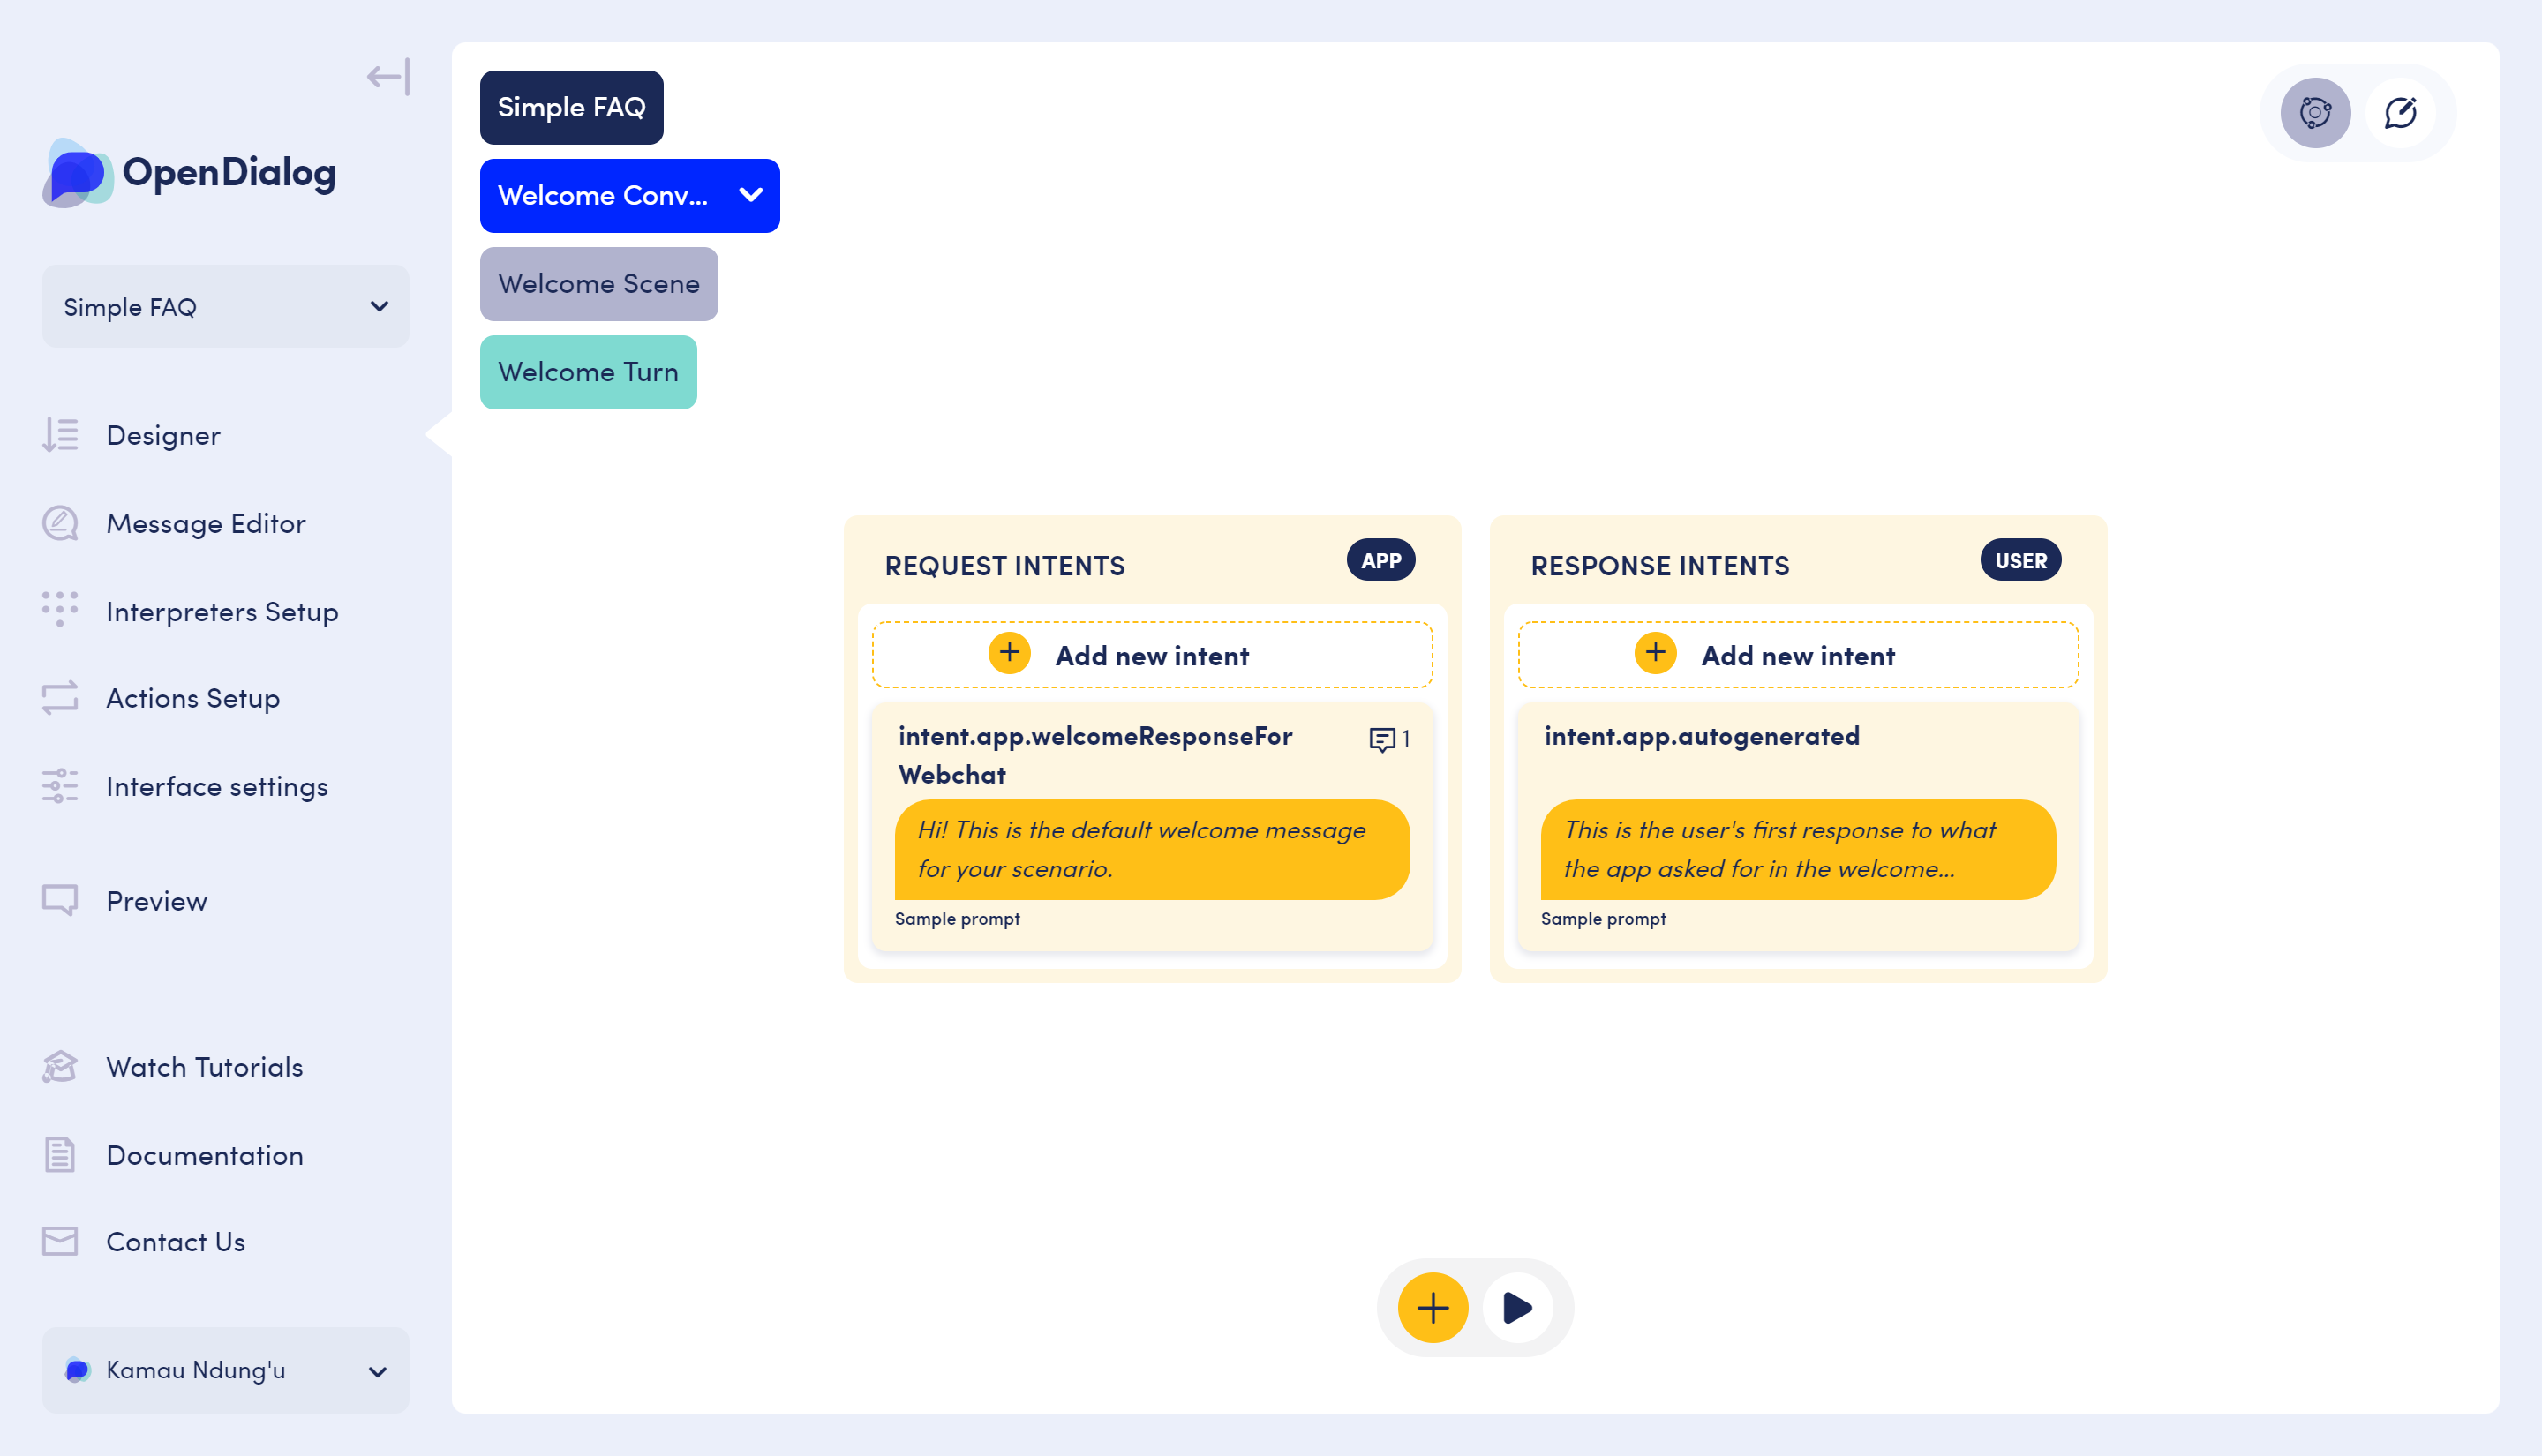 OpenDialog
Simple FAQ
Designer
Message Editor
Interpreters Setup
Actions Setup
Interface settings
Preview
Watch Tutorials
Documentation
Contact Us
Kamau Ndung'u
Simple FAQ
Welcome Conv...
Welcome Scene
Welcome Turn
REQUEST INTENTS
APP
Add new intent
intent.app.welcomeResponseFor
Webchat
1
Hi! This is the default welcome message
for your scenario.
Sample prompt
RESPONSE INTENTS
USER
Add new intent
intent.app.autogenerated
This is the user's first response to what
the app asked for in the welcome...
Sample prompt